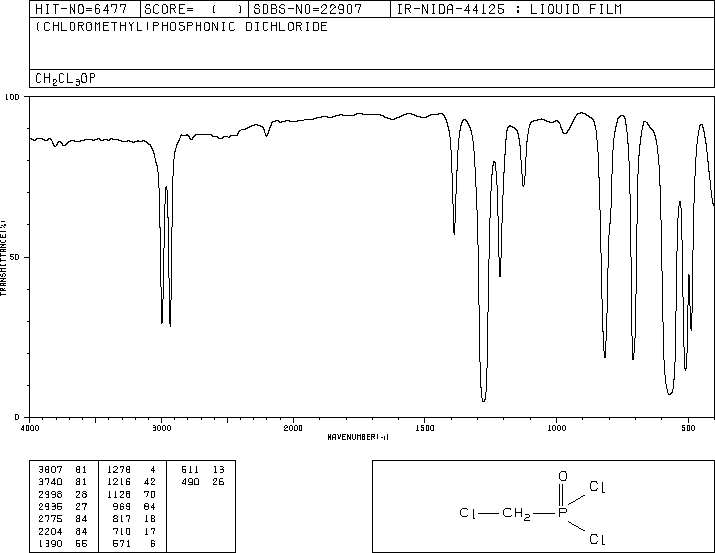 HIT-NO=6477 SCORE= ( ) SDBS-NO=22907 IR-NIDA-44125 : LIQUID FILM
(CHLOROMETHYL)PHOSPHONIC DICHLORIDE
CH2CL3OP
100
50
0
TRANSMITTANCE(%)
4000 3000 2000 1500 1000 500
WAVENUMBER(-1)
3807 81 1278 4 511 13
3740 81 1216 42 490 26
2998 28 1128 70
2935 27 969 84
2775 84 817 18
2204 84 710 17
1390 55 571 6
O
Cl
Cl CH2 P
Cl